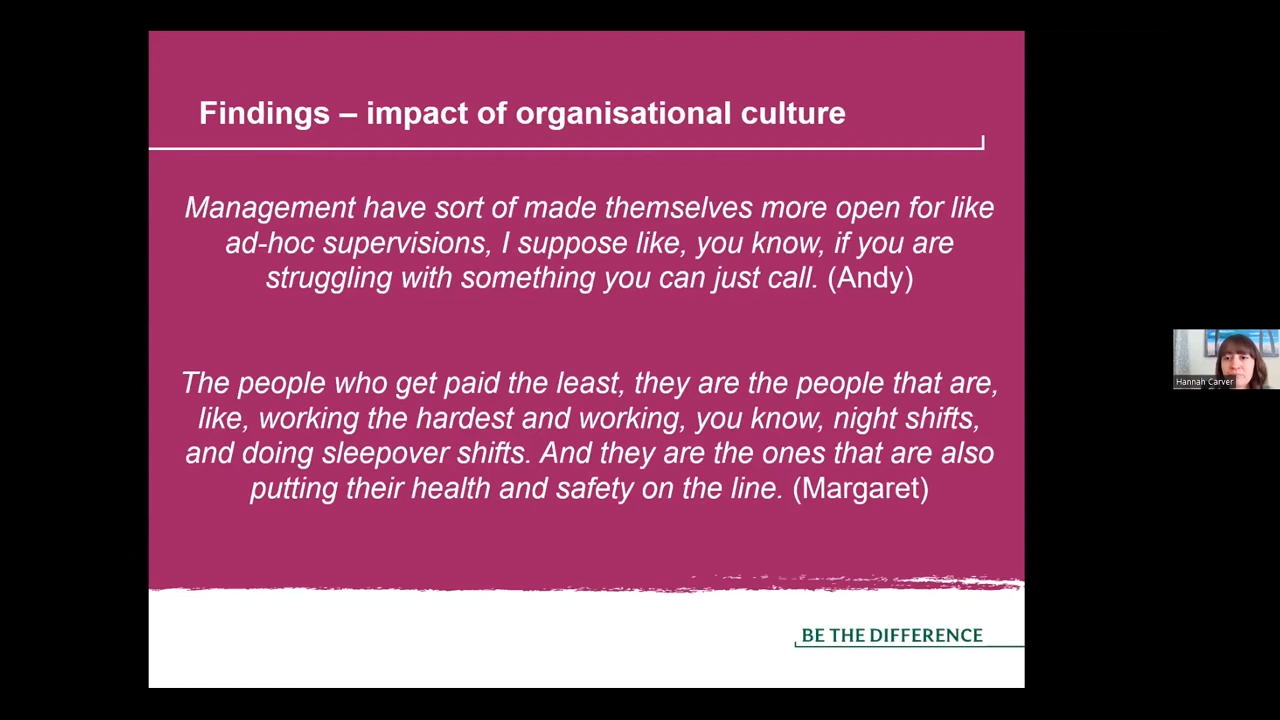 Findings – impact of organisational culture
Management have sort of made themselves more open for like
ad-hoc supervisions, I suppose like, you know, if you are
struggling with something you can just call. (Andy)
The people who get paid the least, they are the people that are,
like, working the hardest and working, you know, night shifts,
and doing sleepover shifts. And they are the ones that are also
putting their health and safety on the line. (Margaret)
Hannah Carver
BE THE DIFFERENCE